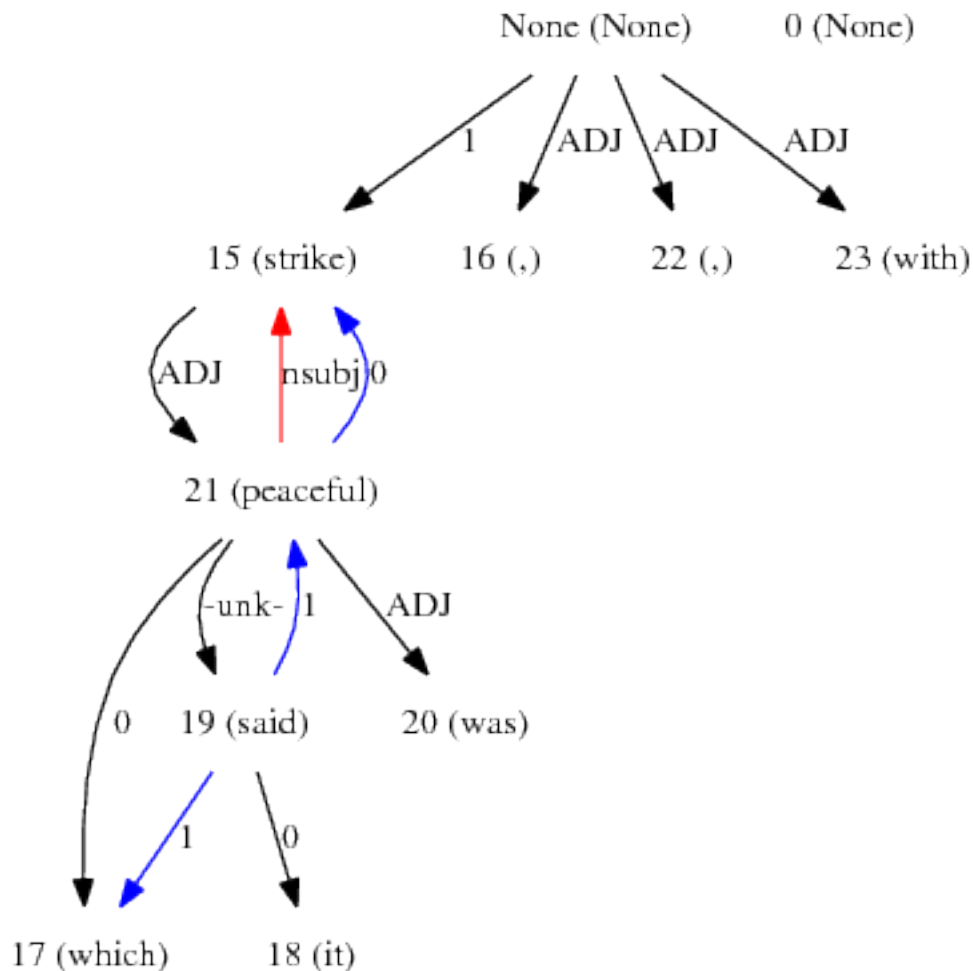 None (None) 0 (None)
1 ADJ ADJ ADJ
15 (strike) 16 (,) 22 (,) 23 (with)
ADJ nsubj 0
21 (peaceful)
-unk- 1 ADJ
0 19 (said) 20 (was)
1 0
17 (which) 18 (it)